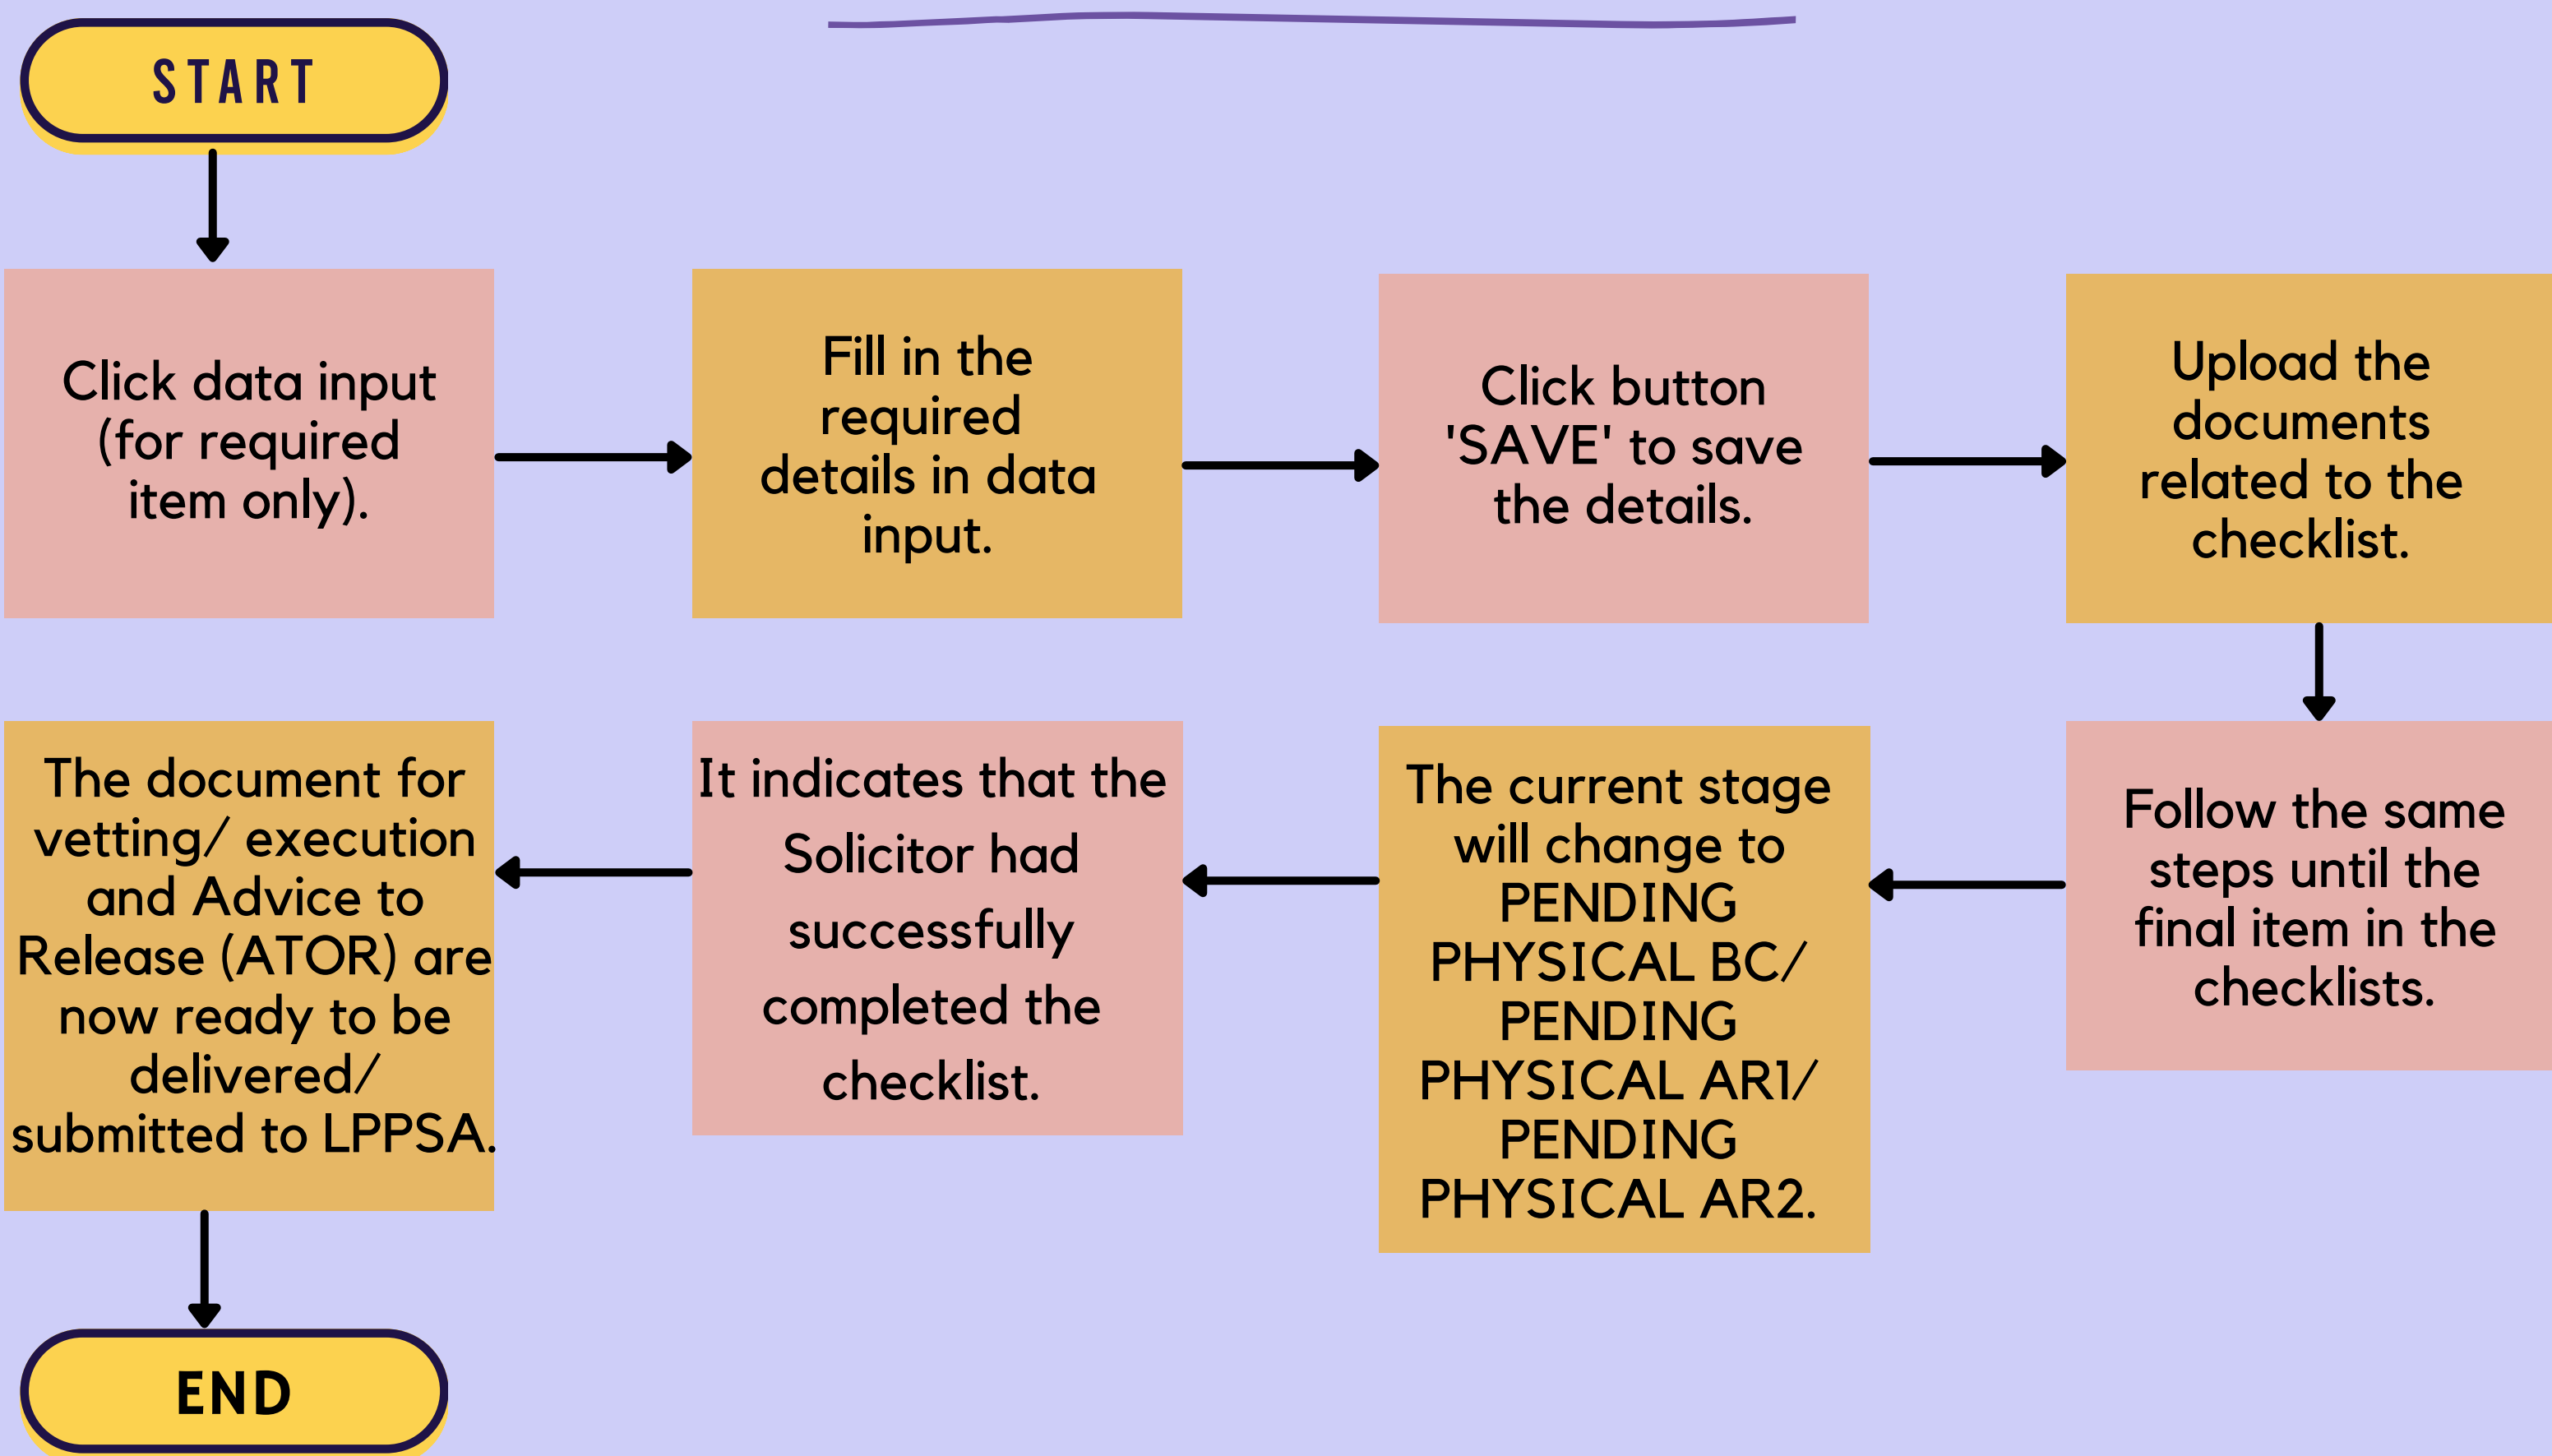 START
Click data input
(for required
item only).
Fill in the
required
details in data
input.
Click button
'SAVE' to save
the details.
Upload the
documents
related to the
checklist.
Follow the same
steps until the
final item in the
checklists.
The current stage
will change to
PENDING
PHYSICAL BC/
PENDING
PHYSICAL AR1/
PENDING
PHYSICAL AR2.
It indicates that the
Solicitor had
successfully
completed the
checklist.
The document for
vetting/ execution
and Advice to
Release (ATOR) are
now ready to be
delivered/
submitted to LPPSA.
END